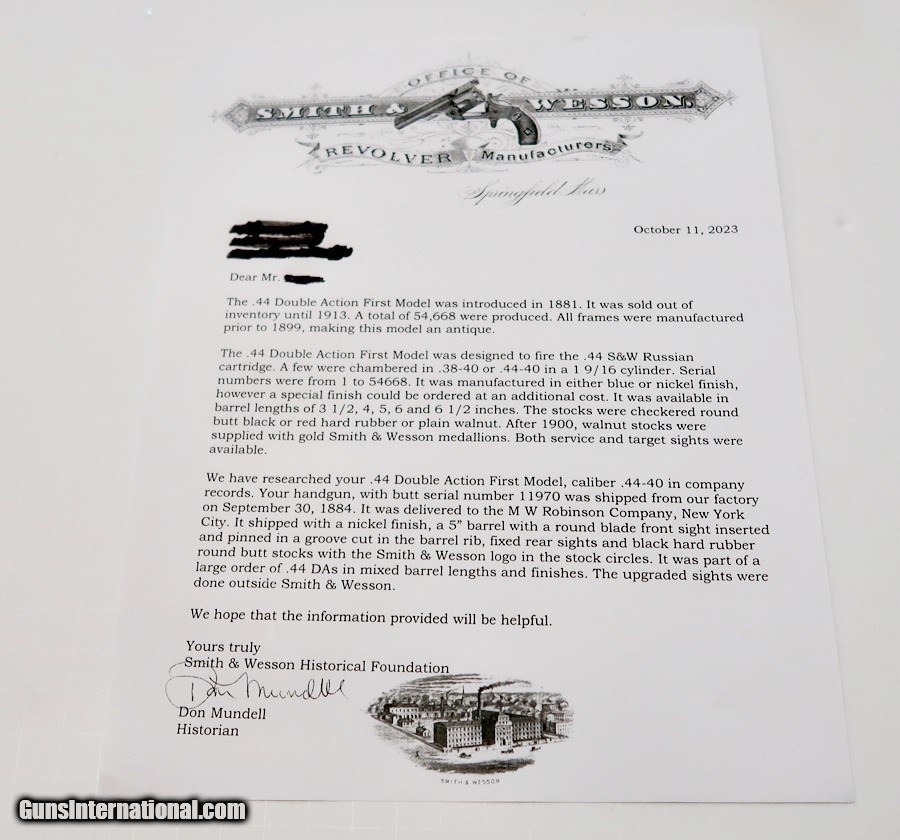 OFFICE OF
SMITH & WESSON,
REVOLVER Manufacturers,
Springfield, Mass
October 11, 2023
Dear Mr.
The .44 Double Action First Model was introduced in 1881. It was sold out of
inventory until 1913. A total of 54,668 were produced. All frames were manufactured
prior to 1899, making this model an antique.
The .44 Double Action First Model was designed to fire the .44 S&W Russian
cartridge. A few were chambered in .38-40 or .44-40 in a 1 9/16 cylinder. Serial
numbers were from 1 to 54668. It was manufactured in either blue or nickel finish,
however a special finish could be ordered at an additional cost. It was available in
barrel lengths of 3 1/2, 4, 5, 6 and 6 1/2 inches. The stocks were checkered round
butt black or red hard rubber or plain walnut. After 1900, walnut stocks were
supplied with gold Smith & Wesson medallions. Both service and target sights were
available.
We have researched your .44 Double Action First Model, caliber .44-40 in company
records. Your handgun, with butt serial number 11970 was shipped from our factory
on September 30, 1884. It was delivered to the M W Robinson Company, New York
City. It shipped with a nickel finish, a 5” barrel with a round blade front sight inserted
and pinned in a groove cut in the barrel rib, fixed rear sights and black hard rubber
round butt stocks with the Smith & Wesson logo in the stock circles. It was part of a
large order of .44 DAs in mixed barrel lengths and finishes. The upgraded sights were
done outside Smith & Wesson.
We hope that the information provided will be helpful.
Yours truly
Smith & Wesson Historical Foundation
Don Mundell
Don Mundell
Historian
SMITH & WESSON
GunsInternational.com